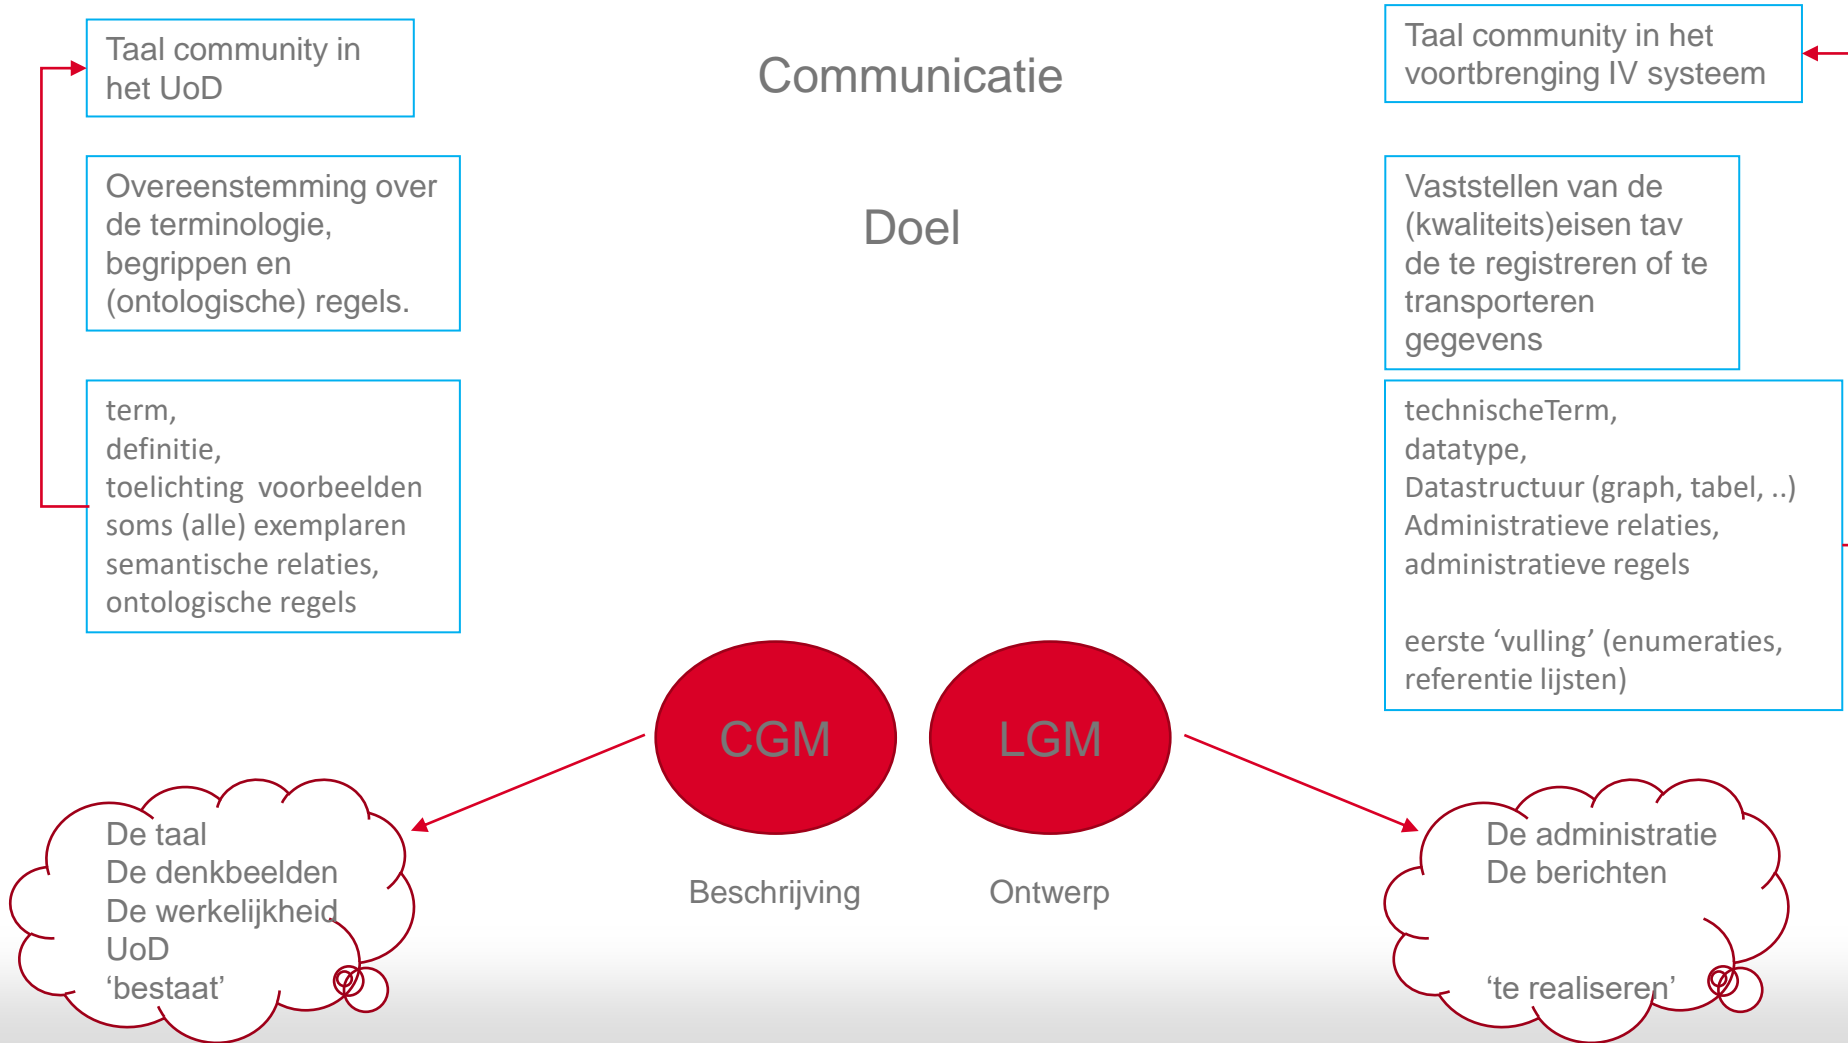 Taal community in
het UoD
Communicatie
Taal community in het
voortbrenging IV systeem
Overeenstemming over
de terminologie,
begrippen en
(ontologische) regels.
Doel
Vaststellen van de
(kwaliteits)eisen tav
de te registreren of te
transporteren
gegevens
term,
definitie,
toelichting voorbeelden
soms (alle) exemplaren
semantische relaties,
ontologische regels
technischeTerm,
datatype,
Datastructuur (graph, tabel, ..)
Administratieve relaties,
administratieve regels
eerste ‘vulling’ (enumeraties,
referentie lijsten)
CGM
LGM
Beschrijving
Ontwerp
De taal
De denkbeelden
De werkelijkheid
UoD
‘bestaat’
De administratie
De berichten
‘te realiseren’